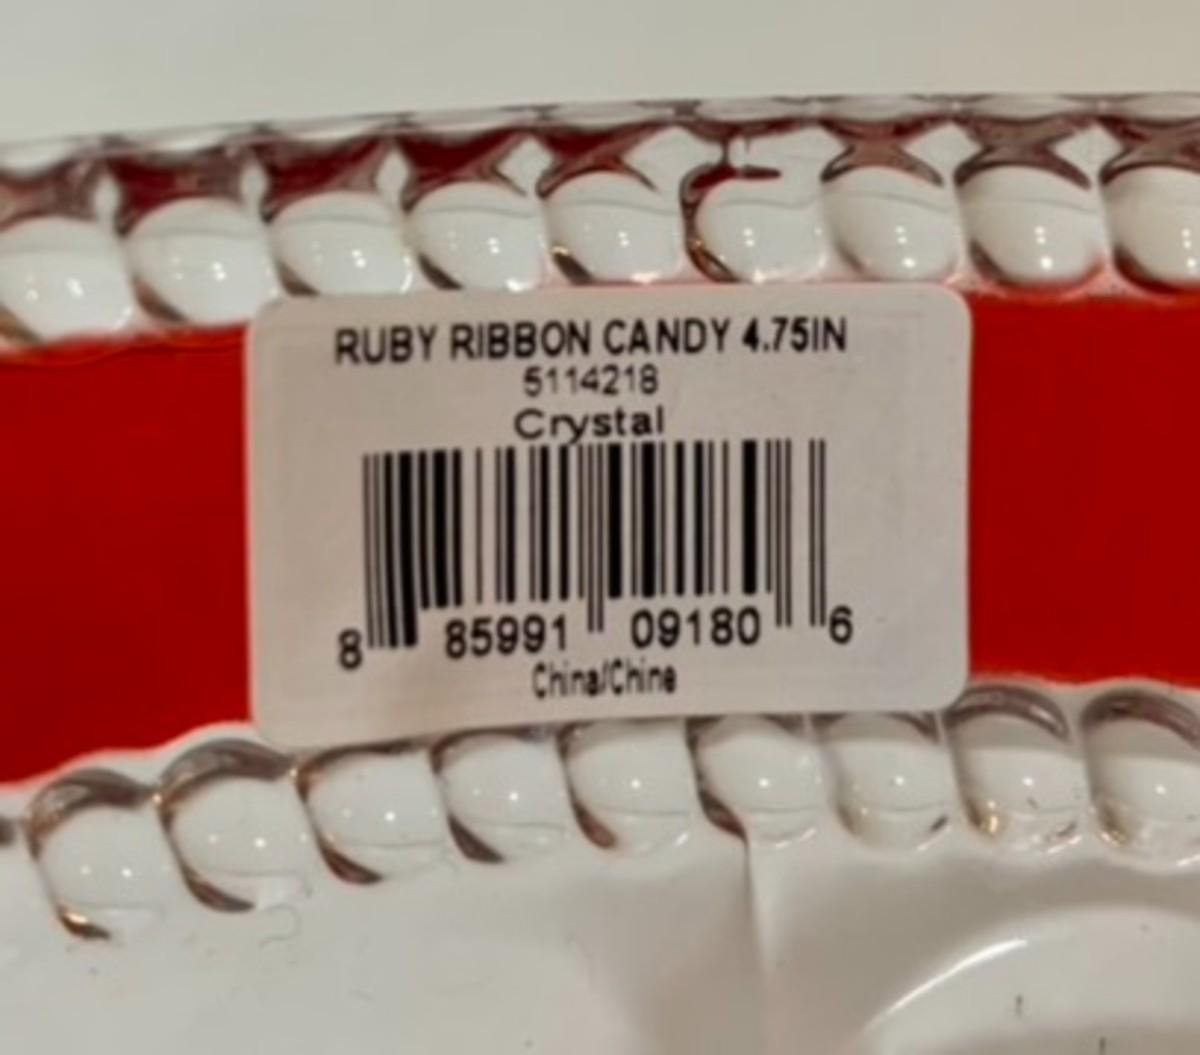 RUBY RIBBON CANDY 4.75IN
5114218
Crystal
8 85991 09180 6
China/Chine